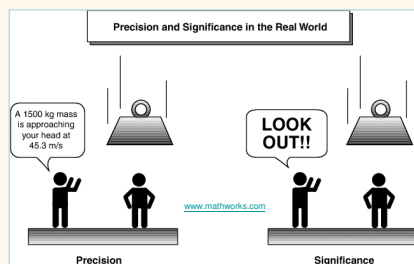 Precision and Significance in the Real World
A 1500 kg mass
is approaching
your head at
45.3 m/s
LOOK
OUT!!
www.mathworks.com
Precision
Significance